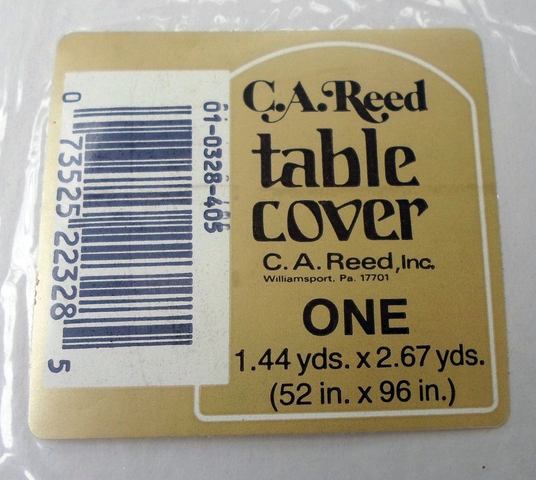 C.A.Reed
table
cover
C.A.Reed,Inc.
Williamsport, Pa. 17701
ONE
1.44 yds. x 2.67 yds.
(52 in. x 96 in.)
01-0328-405
0 73525 22328 5